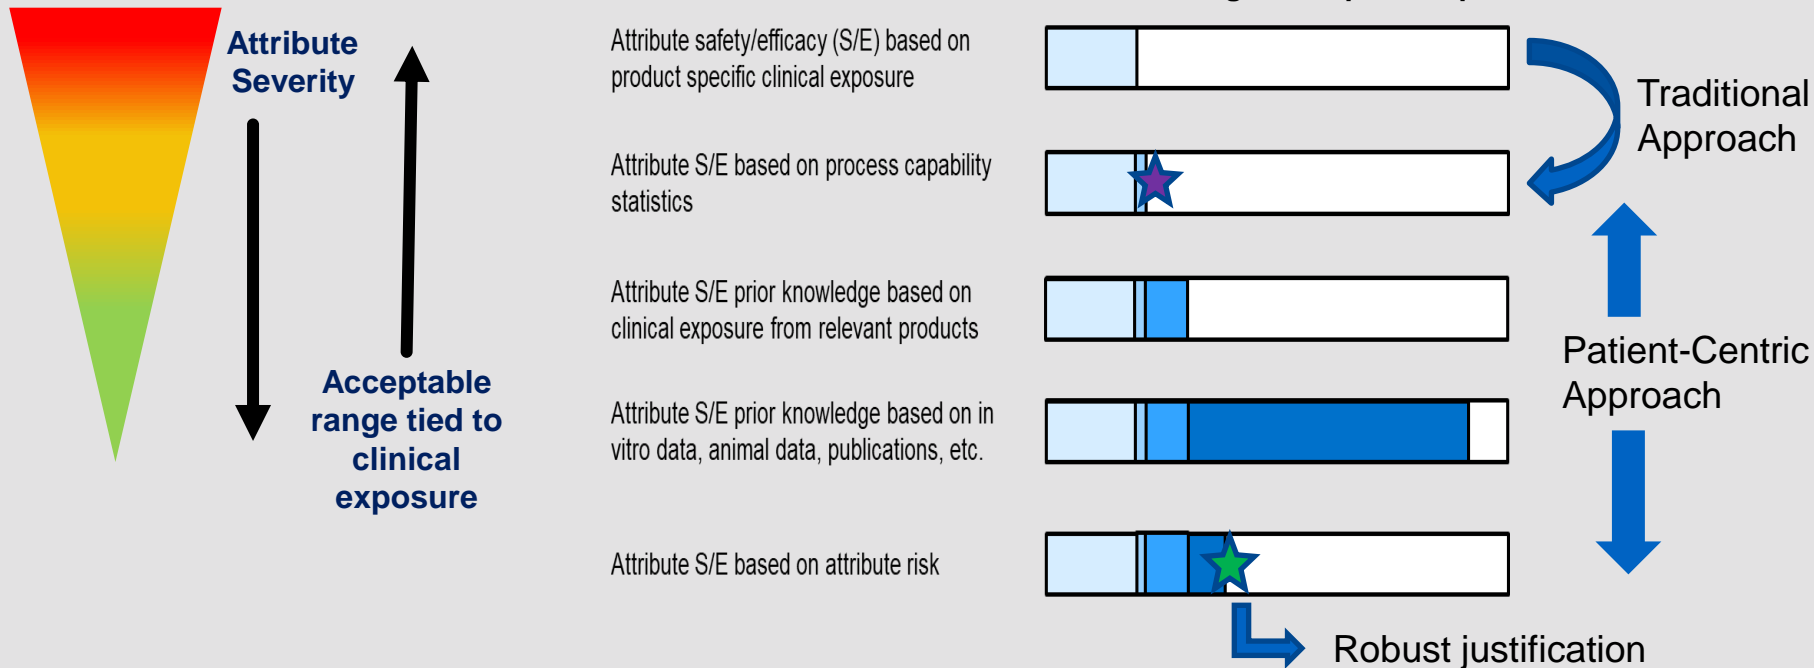 Attribute
Severity
Acceptable
range tied to
clinical
exposure
Attribute safety/efficacy (S/E) based on
product specific clinical exposure
Attribute S/E based on process capability
statistics
Attribute S/E prior knowledge based on
clinical exposure from relevant products
Attribute S/E prior knowledge based on in
vitro data, animal data, publications, etc.
Attribute S/E based on attribute risk
Traditional
Approach
Patient-Centric
Approach
Robust justification